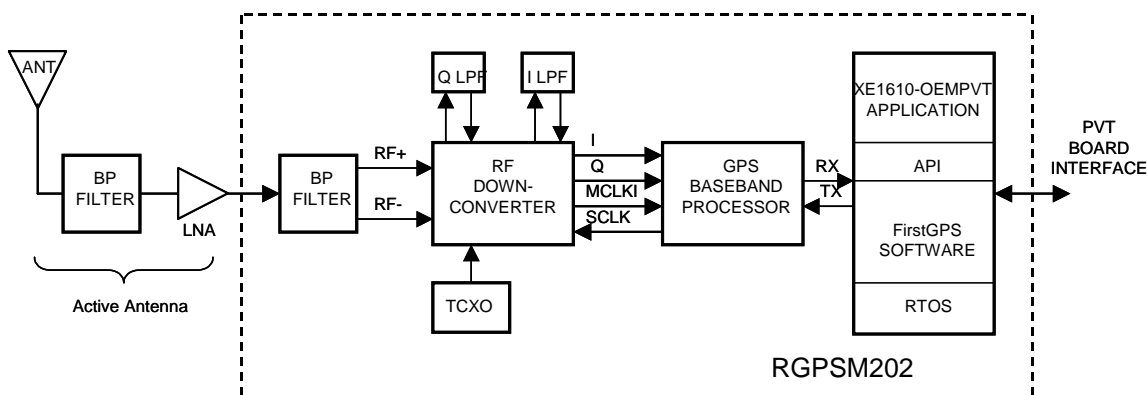 ANT
BP
FILTER
LNA
Active Antenna
BP
FILTER
RF+
RF-
Q LPF
I LPF
RF
DOWN-
CONVERTER
TCXO
I
Q
MCLKI
SCLK
GPS
BASEBAND
PROCESSOR
RX
TX
XE1610-OEMPVT
APPLICATION
API
FirstGPS
SOFTWARE
RTOS
PVT
BOARD
INTERFACE
RGPSM202